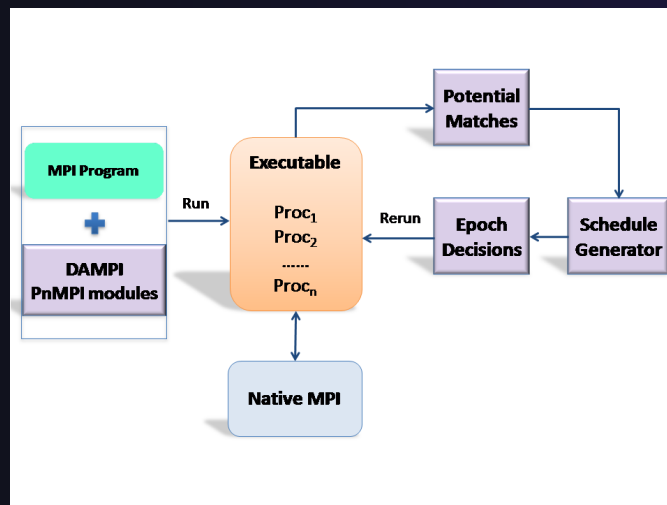 MPI Program
DAMPI
PnMPI modules
Run
Executable
Proc₁
Proc₂
......
Procₙ
Native MPI
Potential
Matches
Rerun
Epoch
Decisions
Schedule
Generator